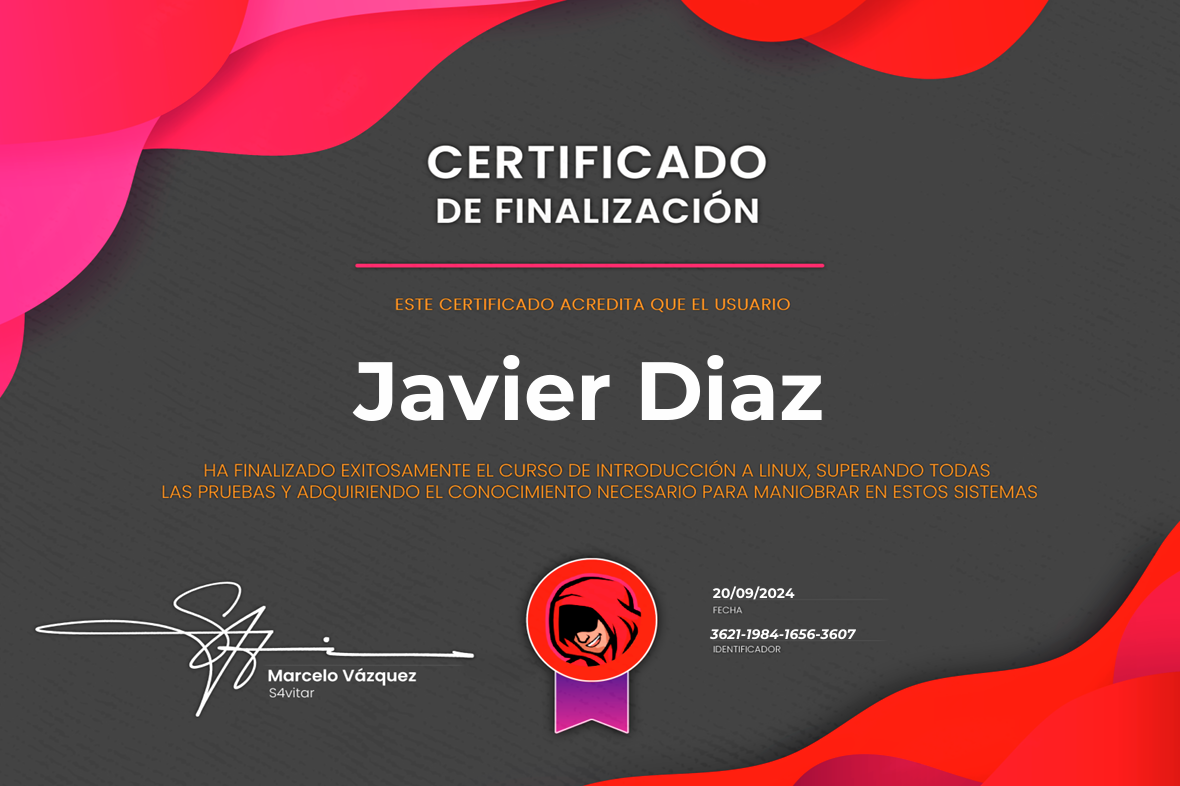 CERTIFICADO
DE FINALIZACIÓN
ESTE CERTIFICADO ACREDITA QUE EL USUARIO
Javier Diaz
HA FINALIZADO EXITOSAMENTE EL CURSO DE INTRODUCCIÓN A LINUX, SUPERANDO TODAS
LAS PRUEBAS Y ADQUIRIENDO EL CONOCIMIENTO NECESARIO PARA MANIOBRAR EN ESTOS SISTEMAS
Marcelo Vázquez
S4vitar
20/09/2024
FECHA
3621-1984-1656-3607
IDENTIFICADOR